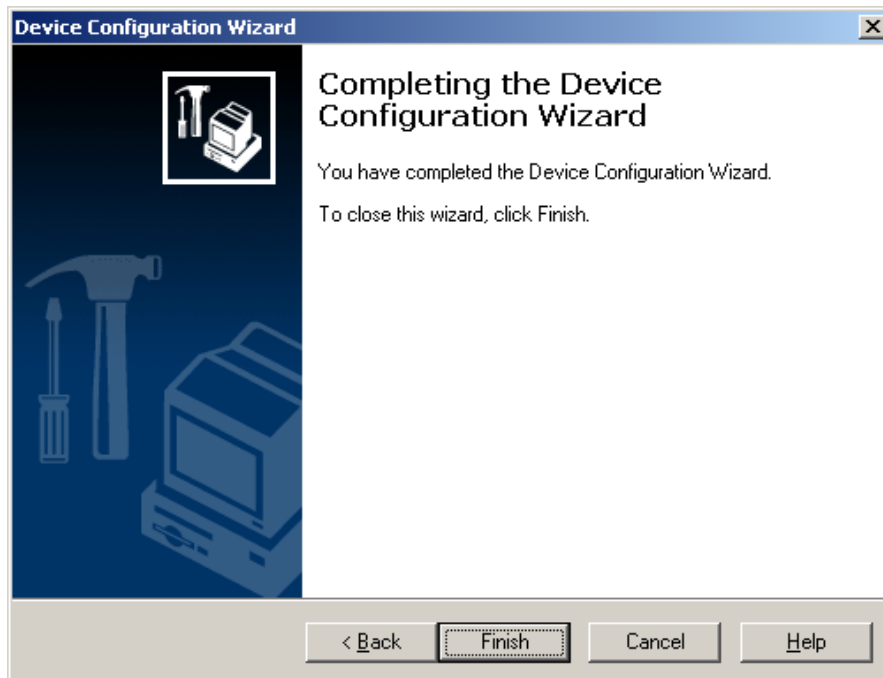 Device Configuration Wizard
Completing the Device
Configuration Wizard
You have completed the Device Configuration Wizard.
To close this wizard, click Finish.
< Back
Finish
Cancel
Help